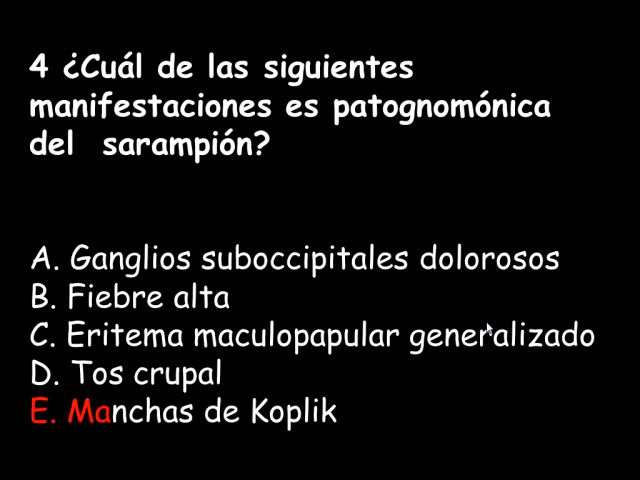 4 ¿Cuál de las siguientes
manifestaciones es patognomónica
del sarampión?
A. Ganglios suboccipitales dolorosos
B. Fiebre alta
C. Eritema maculopapular generalizado
D. Tos crupal
E. Manchas de Koplik